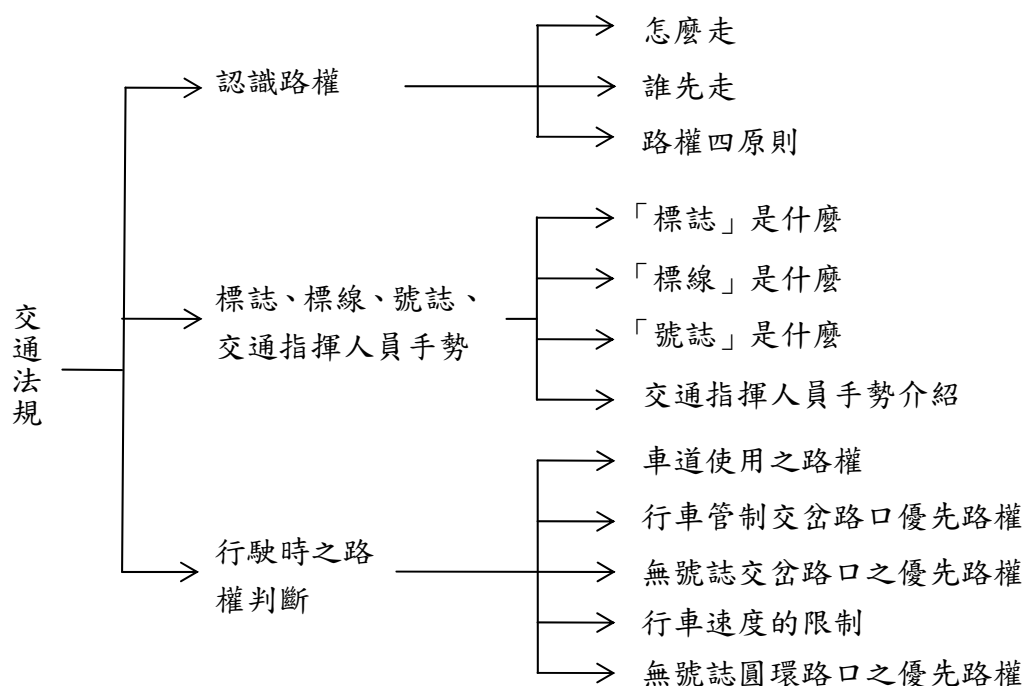 交通法規
認識路權
怎麼走
誰先走
路權四原則
標誌、標線、號誌、
交通指揮人員手勢
「標誌」是什麼
「標線」是什麼
「號誌」是什麼
交通指揮人員手勢介紹
行駛時之路
權判斷
車道使用之路權
行車管制交岔路口優先路權
無號誌交岔路口之優先路權
行車速度的限制
無號誌圓環路口之優先路權